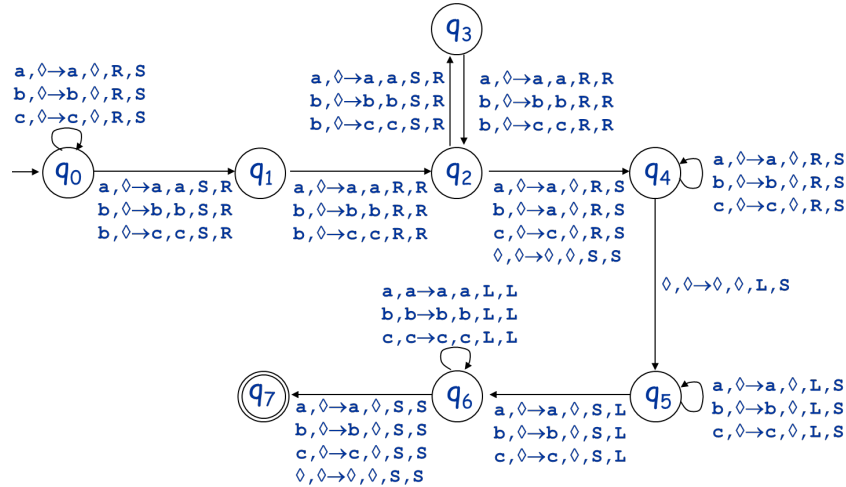 q3
a,◊→a,◊,R,S
b,◊→b,◊,R,S
c,◊→c,◊,R,S
a,◊→a,a,S,R
b,◊→b,b,S,R
b,◊→c,c,S,R
a,◊→a,a,R,R
b,◊→b,b,R,R
b,◊→c,c,R,R
q0
q1
q2
q4
a,◊→a,a,S,R
b,◊→b,b,S,R
b,◊→c,c,S,R
a,◊→a,a,R,R
b,◊→b,b,R,R
b,◊→c,c,R,R
a,◊→a,◊,R,S
b,◊→a,◊,R,S
c,◊→c,◊,R,S
◊,◊→◊,◊,S,S
a,◊→a,◊,R,S
b,◊→b,◊,R,S
c,◊→c,◊,R,S
◊,◊→◊,◊,L,S
a,a→a,a,L,L
b,b→b,b,L,L
c,c→c,c,L,L
q7
q6
q5
a,◊→a,◊,S,S
b,◊→b,◊,S,S
c,◊→c,◊,S,S
◊,◊→◊,◊,S,S
a,◊→a,◊,S,L
b,◊→b,◊,S,L
c,◊→c,◊,S,L
a,◊→a,◊,L,S
b,◊→b,◊,L,S
c,◊→c,◊,L,S